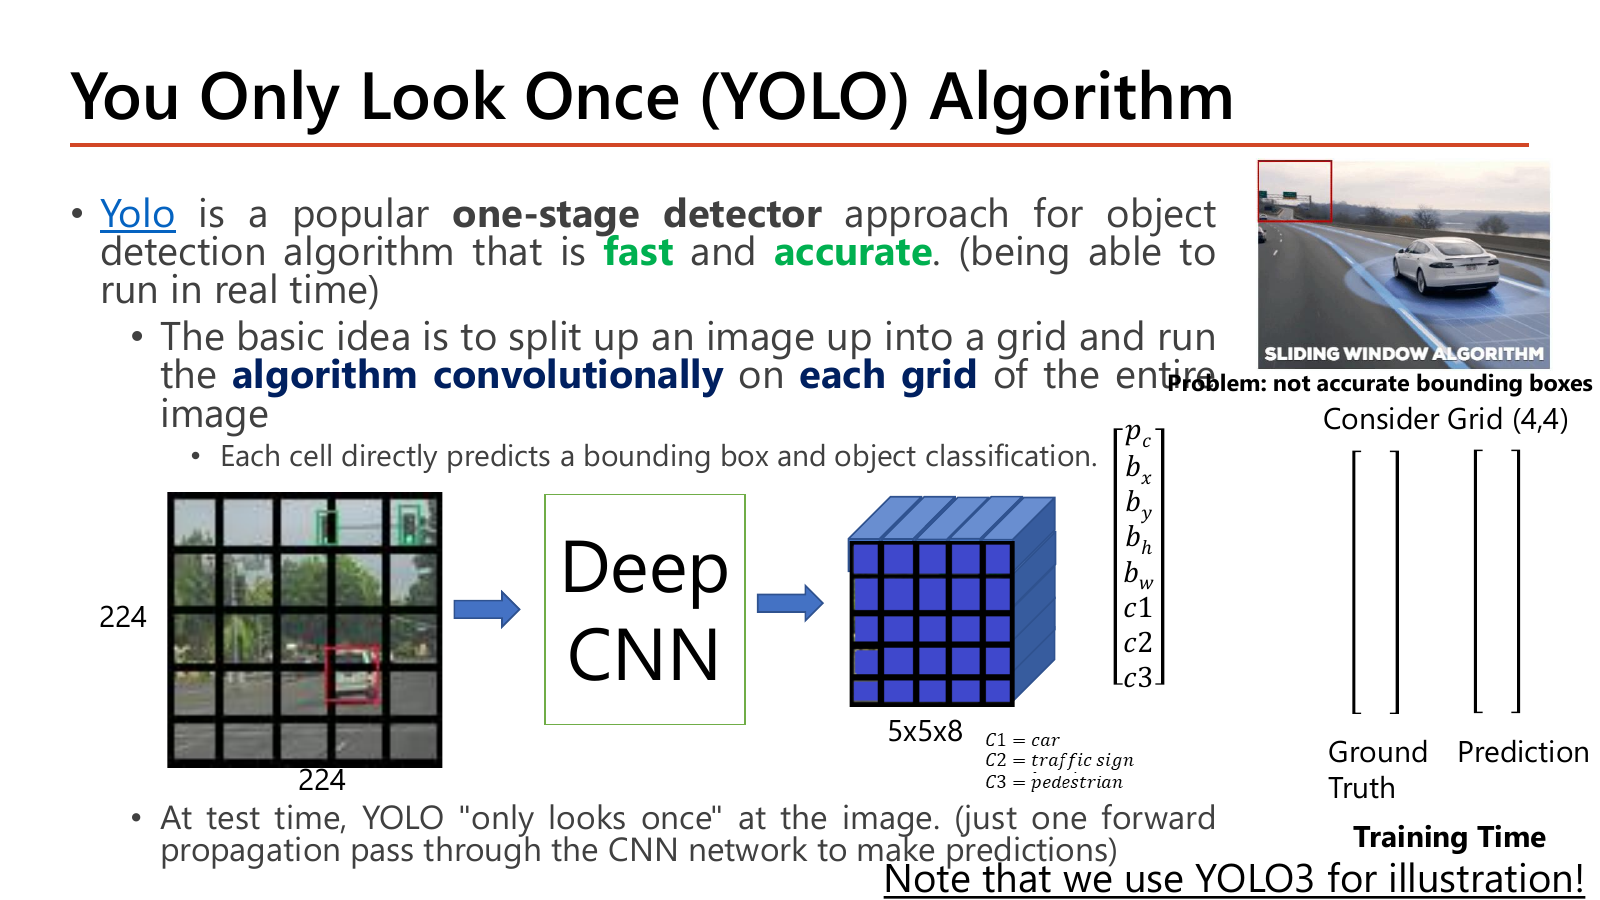 You Only Look Once (YOLO) Algorithm
• Yolo is a popular one-stage detector approach for object
detection algorithm that is fast and accurate. (being able to
run in real time)
• The basic idea is to split up an image up into a grid and run
the algorithm convolutionally on each grid of the entire
image
• Each cell directly predicts a bounding box and object classification.
SLIDING WINDOW ALGORITHM
Problem: not accurate bounding boxes
Consider Grid (4,4)
224
224
Deep
CNN
5x5x8
p_c
b_x
b_y
b_h
b_w
c1
c2
c3
C1 = car
C2 = traffic sign
C3 = pedestrian
Ground
Truth
Prediction
Training Time
• At test time, YOLO "only looks once" at the image. (just one forward
propagation pass through the CNN network to make predictions)
Note that we use YOLO3 for illustration!